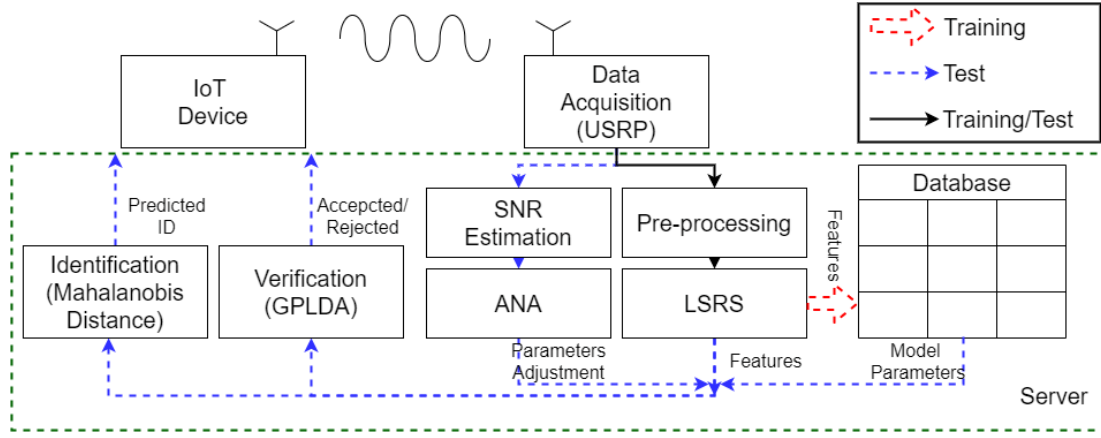 IoT
Device
Data
Acquisition
(USRP)
Training
Test
Training/Test
Predicted
ID
Accepcted/
Rejected
SNR
Estimation
Pre-processing
Features
Database
Identification
(Mahalanobis
Distance)
Verification
(GPLDA)
ANA
LSRS
Parameters
Adjustment
Features
Model
Parameters
Server